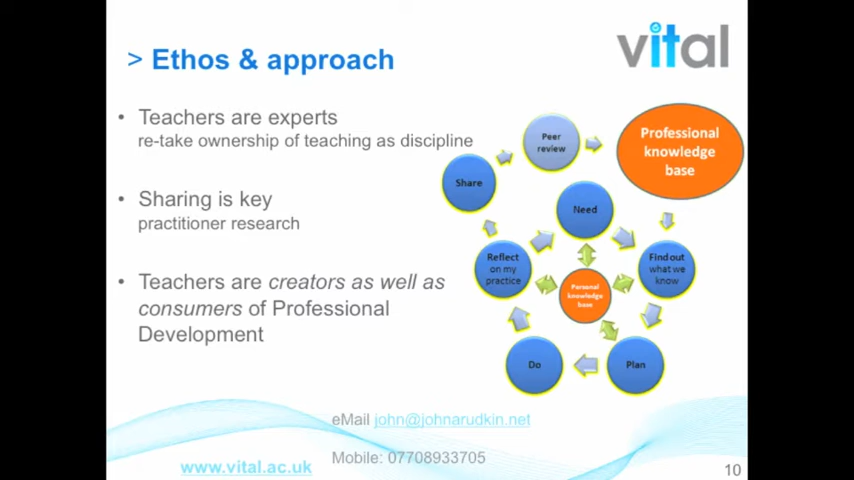 vital
> Ethos & approach
• Teachers are experts
re-take ownership of teaching as discipline
• Sharing is key
practitioner research
• Teachers are creators as well as
consumers of Professional
Development
Peer
review
Professional
knowledge
base
Share
Need
Reflect
on my
practice
Find out
what we
know
Personal
knowledge
base
Do
Plan
eMail john@johnarudkin.net
www.vital.ac.uk
Mobile: 07708933705
10